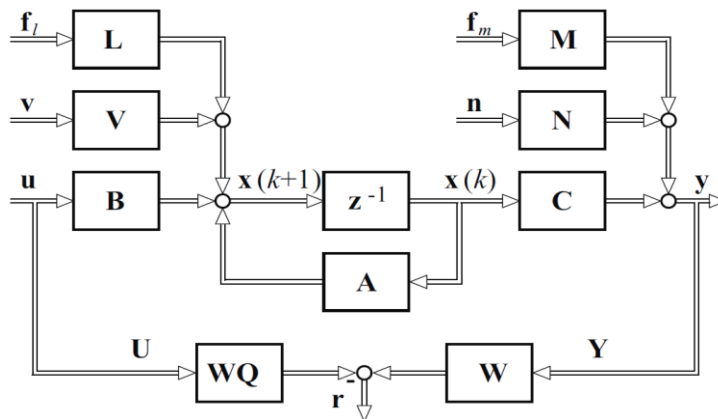 f_l L f_m M
v V n N
u B x (k+1) z^-1 x (k) C y
A
U WQ - W Y
r